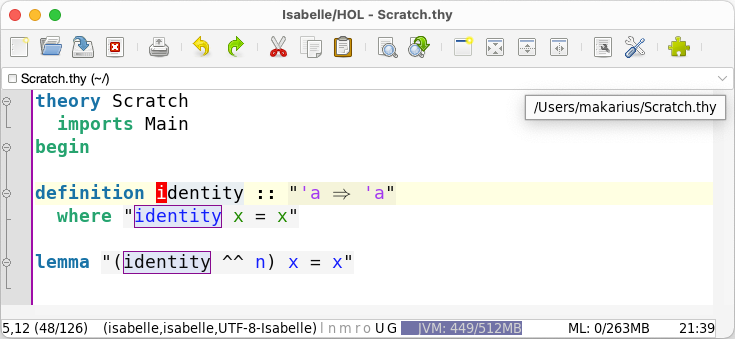 Isabelle/HOL - Scratch.thy
Scratch.thy (~/)
theory Scratch
/Users/makarius/Scratch.thy
imports Main
begin
definition identity :: "'a ⇒ 'a"
where "identity x = x"
lemma "(identity ^^ n) x = x"
5,12 (48/126) (isabelle,isabelle,UTF-8-Isabelle) l n m r o U G JVM: 449/512MB ML: 0/263MB 21:39